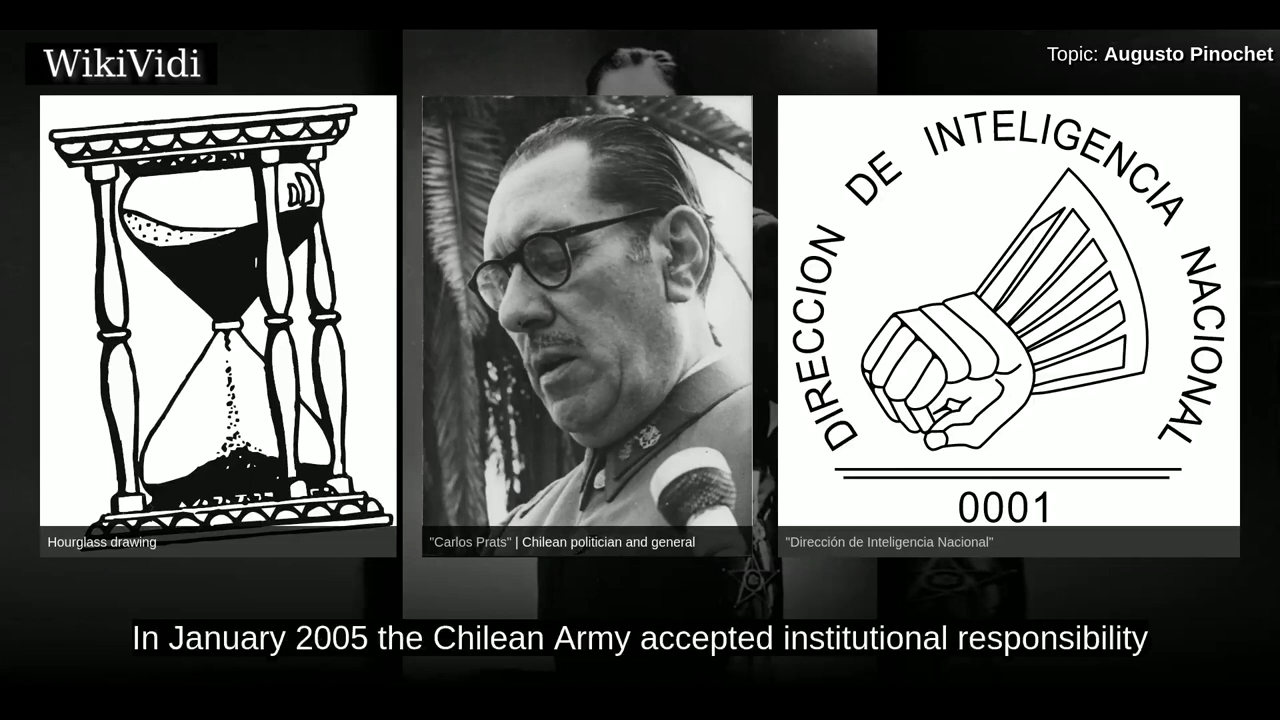 WikiVidi
Topic: Augusto Pinochet
DIRECCION DE INTELIGENCIA NACIONAL
0001
Hourglass drawing
"Carlos Prats" | Chilean politician and general
"Dirección de Inteligencia Nacional"
In January 2005 the Chilean Army accepted institutional responsibility